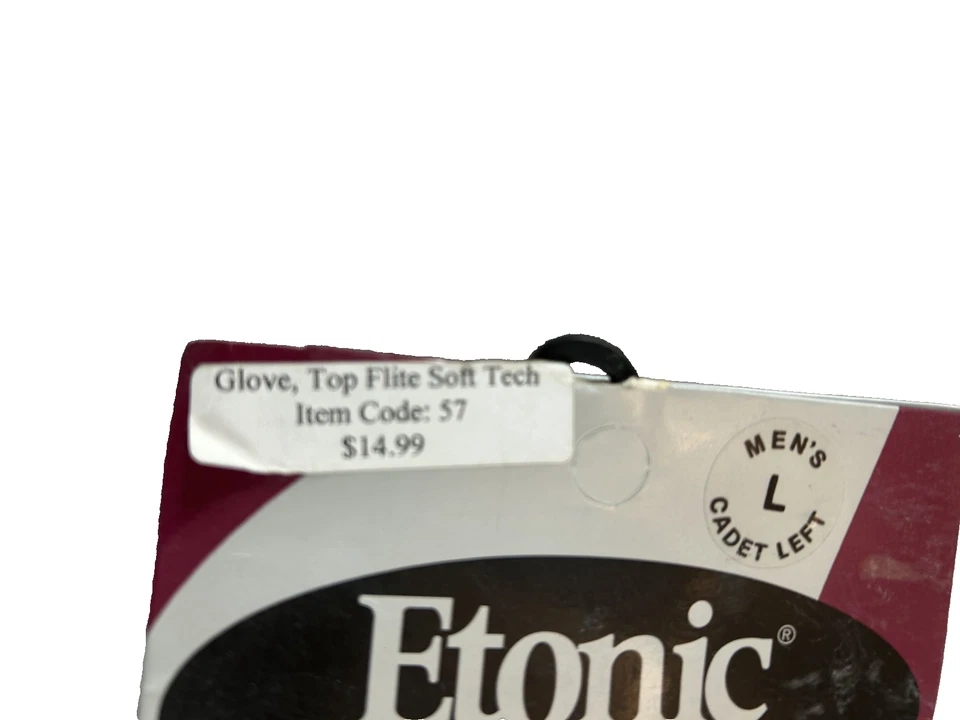 Glove, Top Flite Soft Tech
Item Code: 57
$14.99
MEN'S
L
CADET LEFT
Etonic®